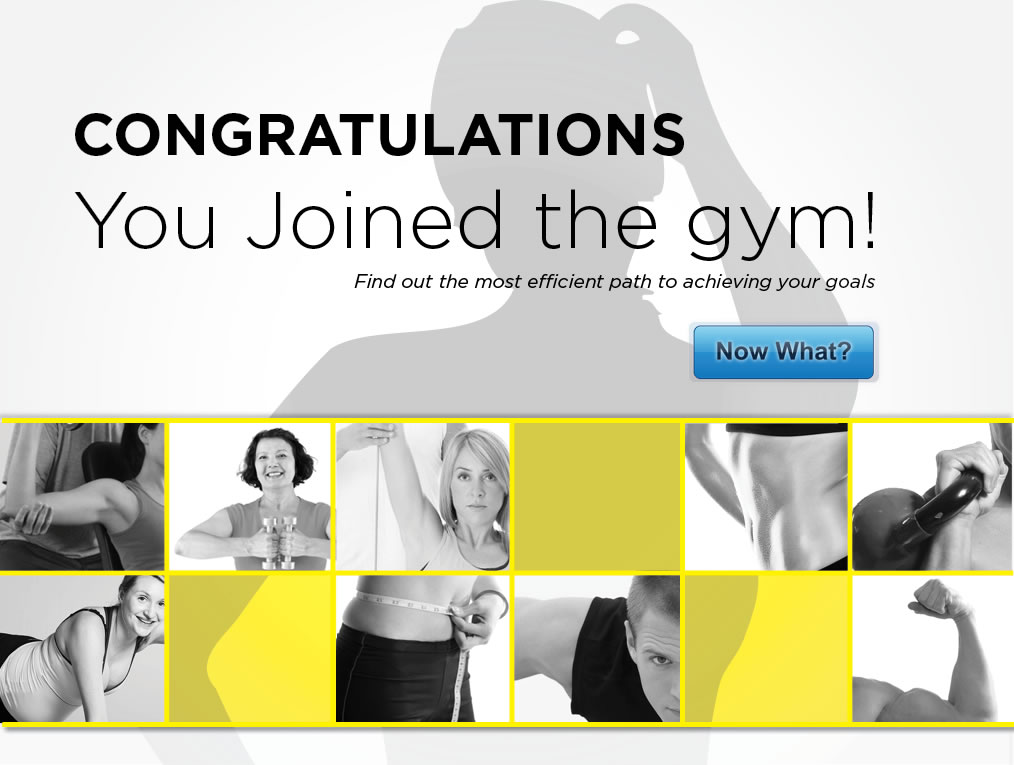 CONGRATULATIONS
You Joined the gym!
Find out the most efficient path to achieving your goals
Now What?